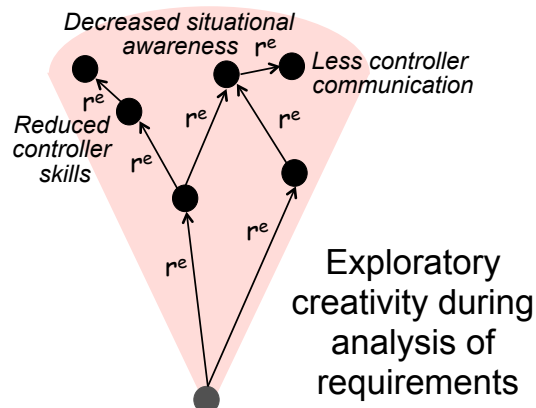 Decreased situational
awareness
rᵉ
Less controller
communication
rᵉ
Reduced
controller
skills
rᵉ
rᵉ
rᵉ
rᵉ
rᵉ
Exploratory
creativity during
analysis of
requirements